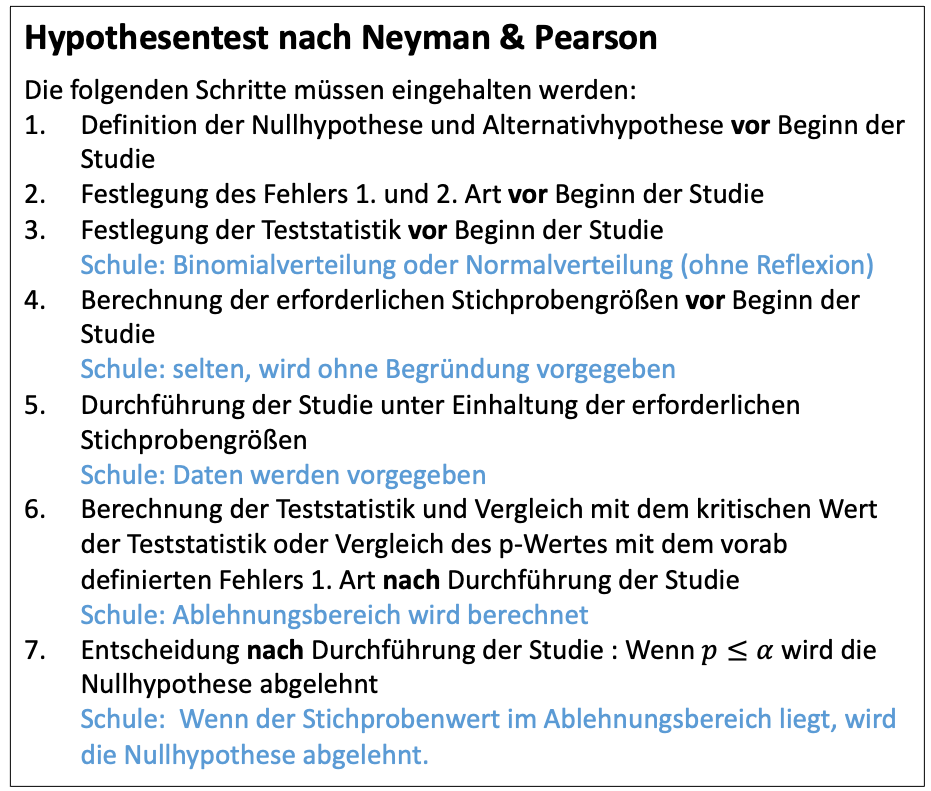 Hypothesentest nach Neyman & Pearson
Die folgenden Schritte müssen eingehalten werden:
1. Definition der Nullhypothese und Alternativhypothese vor Beginn der
Studie
2. Festlegung des Fehlers 1. und 2. Art vor Beginn der Studie
3. Festlegung der Teststatistik vor Beginn der Studie
Schule: Binomialverteilung oder Normalverteilung (ohne Reflexion)
4. Berechnung der erforderlichen Stichprobengrößen vor Beginn der
Studie
Schule: selten, wird ohne Begründung vorgegeben
5. Durchführung der Studie unter Einhaltung der erforderlichen
Stichprobengrößen
Schule: Daten werden vorgegeben
6. Berechnung der Teststatistik und Vergleich mit dem kritischen Wert
der Teststatistik oder Vergleich des p-Wertes mit dem vorab
definierten Fehlers 1. Art nach Durchführung der Studie
Schule: Ablehnungsbereich wird berechnet
7. Entscheidung nach Durchführung der Studie : Wenn p ≤ α wird die
Nullhypothese abgelehnt
Schule: Wenn der Stichprobenwert im Ablehnungsbereich liegt, wird
die Nullhypothese abgelehnt.